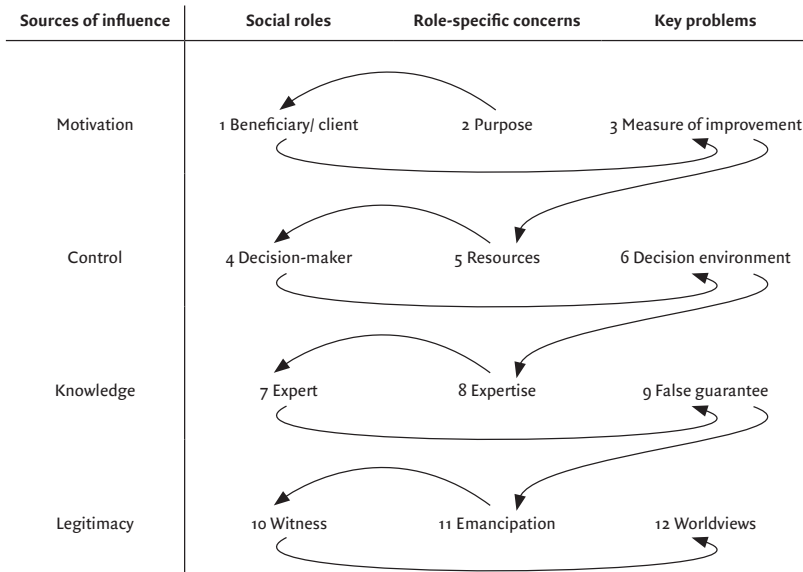 Sources of influence Social roles Role-specific concerns Key problems
Motivation 1 Beneficiary/ client 2 Purpose 3 Measure of improvement
Control 4 Decision-maker 5 Resources 6 Decision environment
Knowledge 7 Expert 8 Expertise 9 False guarantee
Legitimacy 10 Witness 11 Emancipation 12 Worldviews